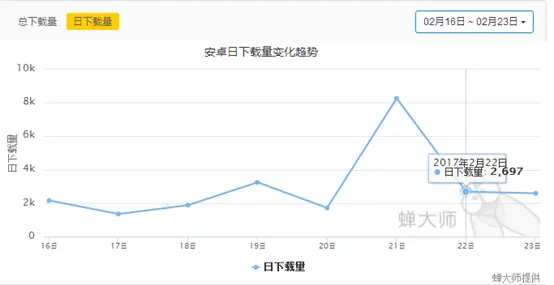 总下载量 日下载量 02月16日 ~ 02月23日
安卓日下载量变化趋势
10k
8k
6k
4k
2k
0
日下载量
2017年2月22日
日下载量: 2,697
蝉大师
16日 17日 18日 19日 20日 21日 22日 23日
日下载量
蝉大师提供